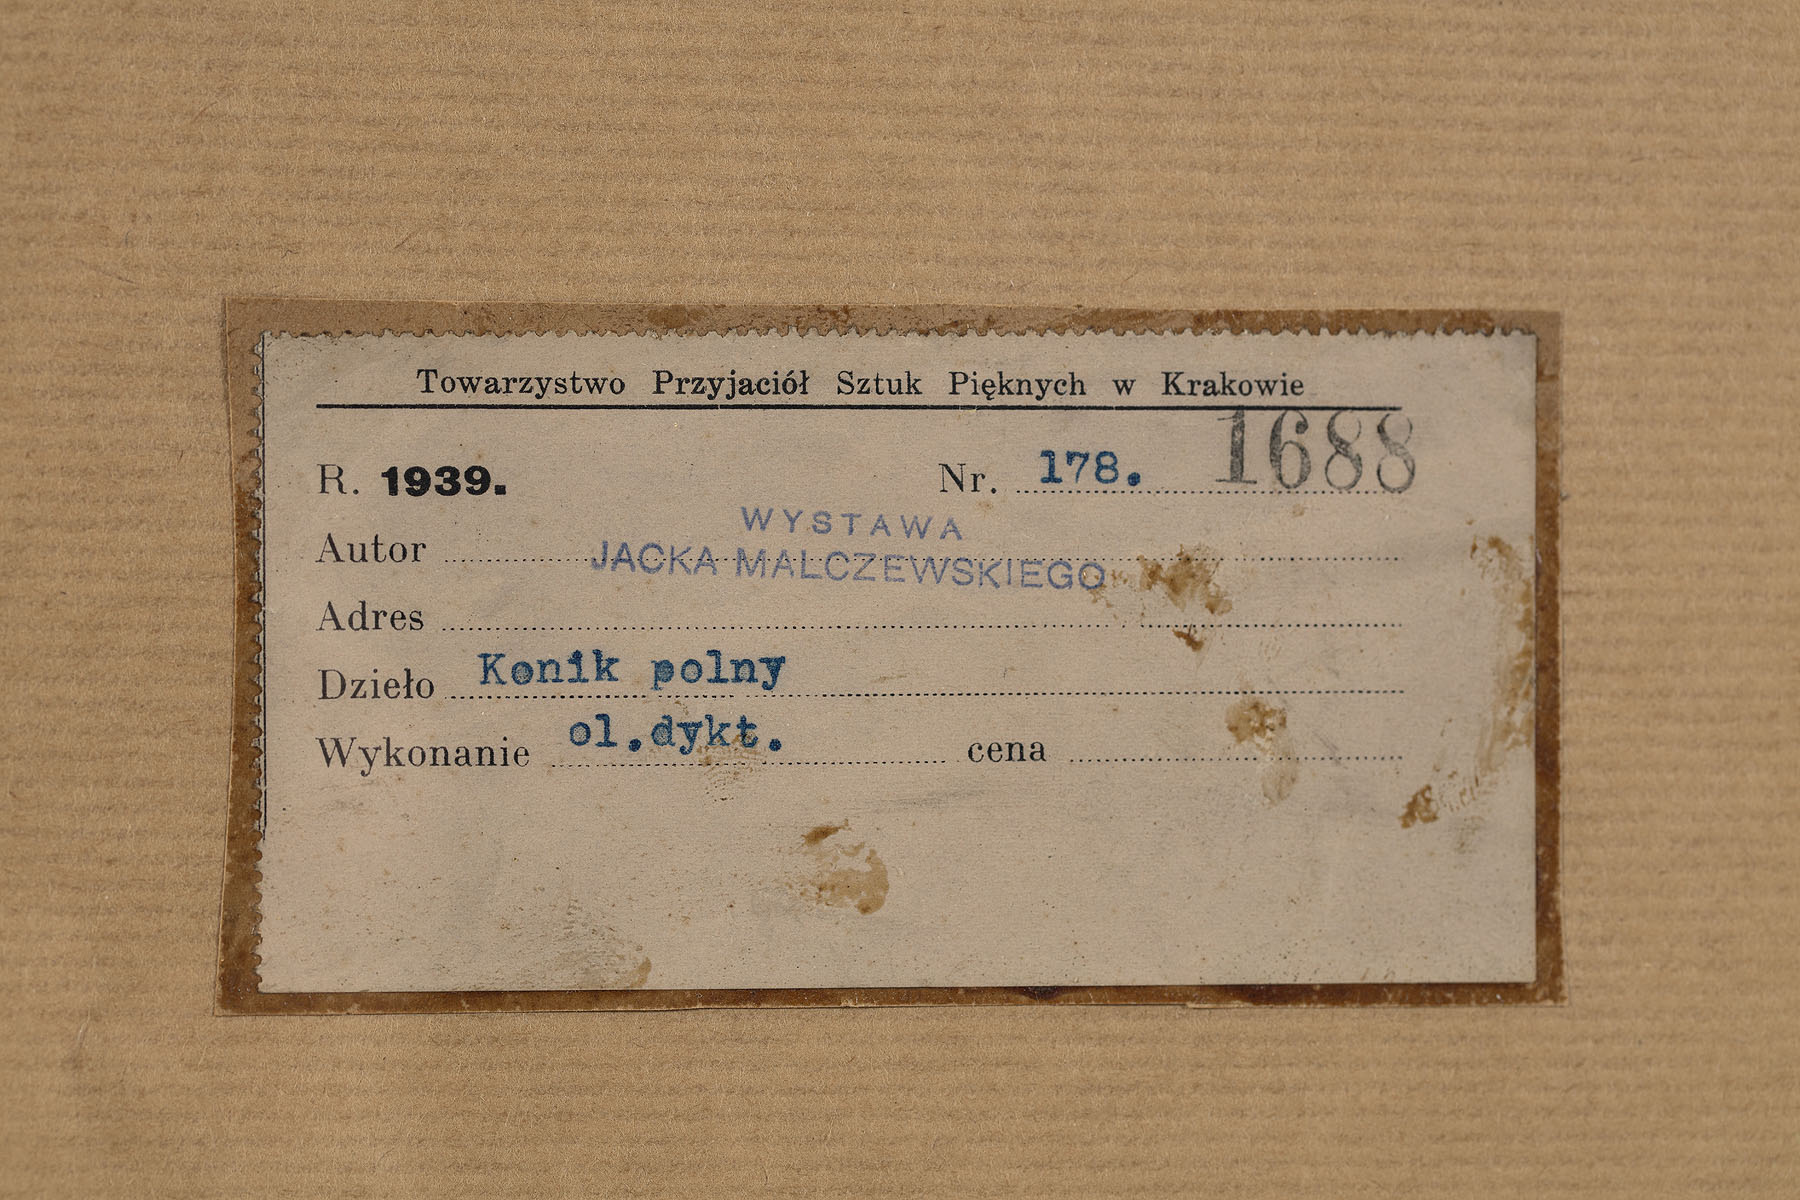 Towarzystwo Przyjaciół Sztuk Pięknych w Krakowie
R. 1939. Nr. 178. 1688
WYSTAWA
Autor JACKA MALCZEWSKIEGO
Adres
Dzieło Konik polny
Wykonanie ol.dykt. cena